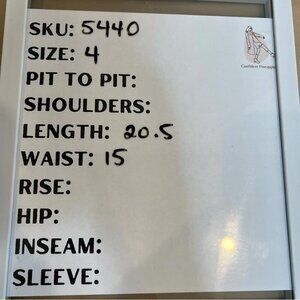 SKU: 5440
SIZE: 4
PIT TO PIT:
SHOULDERS:
LENGTH: 20.5
WAIST: 15
RISE:
HIP:
INSEAM:
SLEEVE: